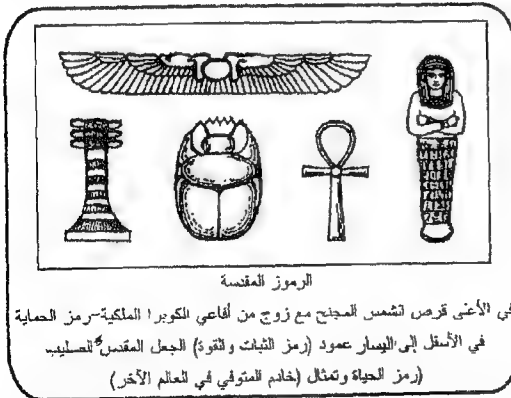 الرموز المقدسة
في الأعلى قرص الشمس المجنح مع زوج من أفاعي الكوبرا الملكية-رمز الحماية
في الأسفل إلى اليسار عمود (رمز الثبات والقوة) الجعل المقدس الصليب
(رمز الحياة وتمثال (خادم المتوفي في العالم الآخر)